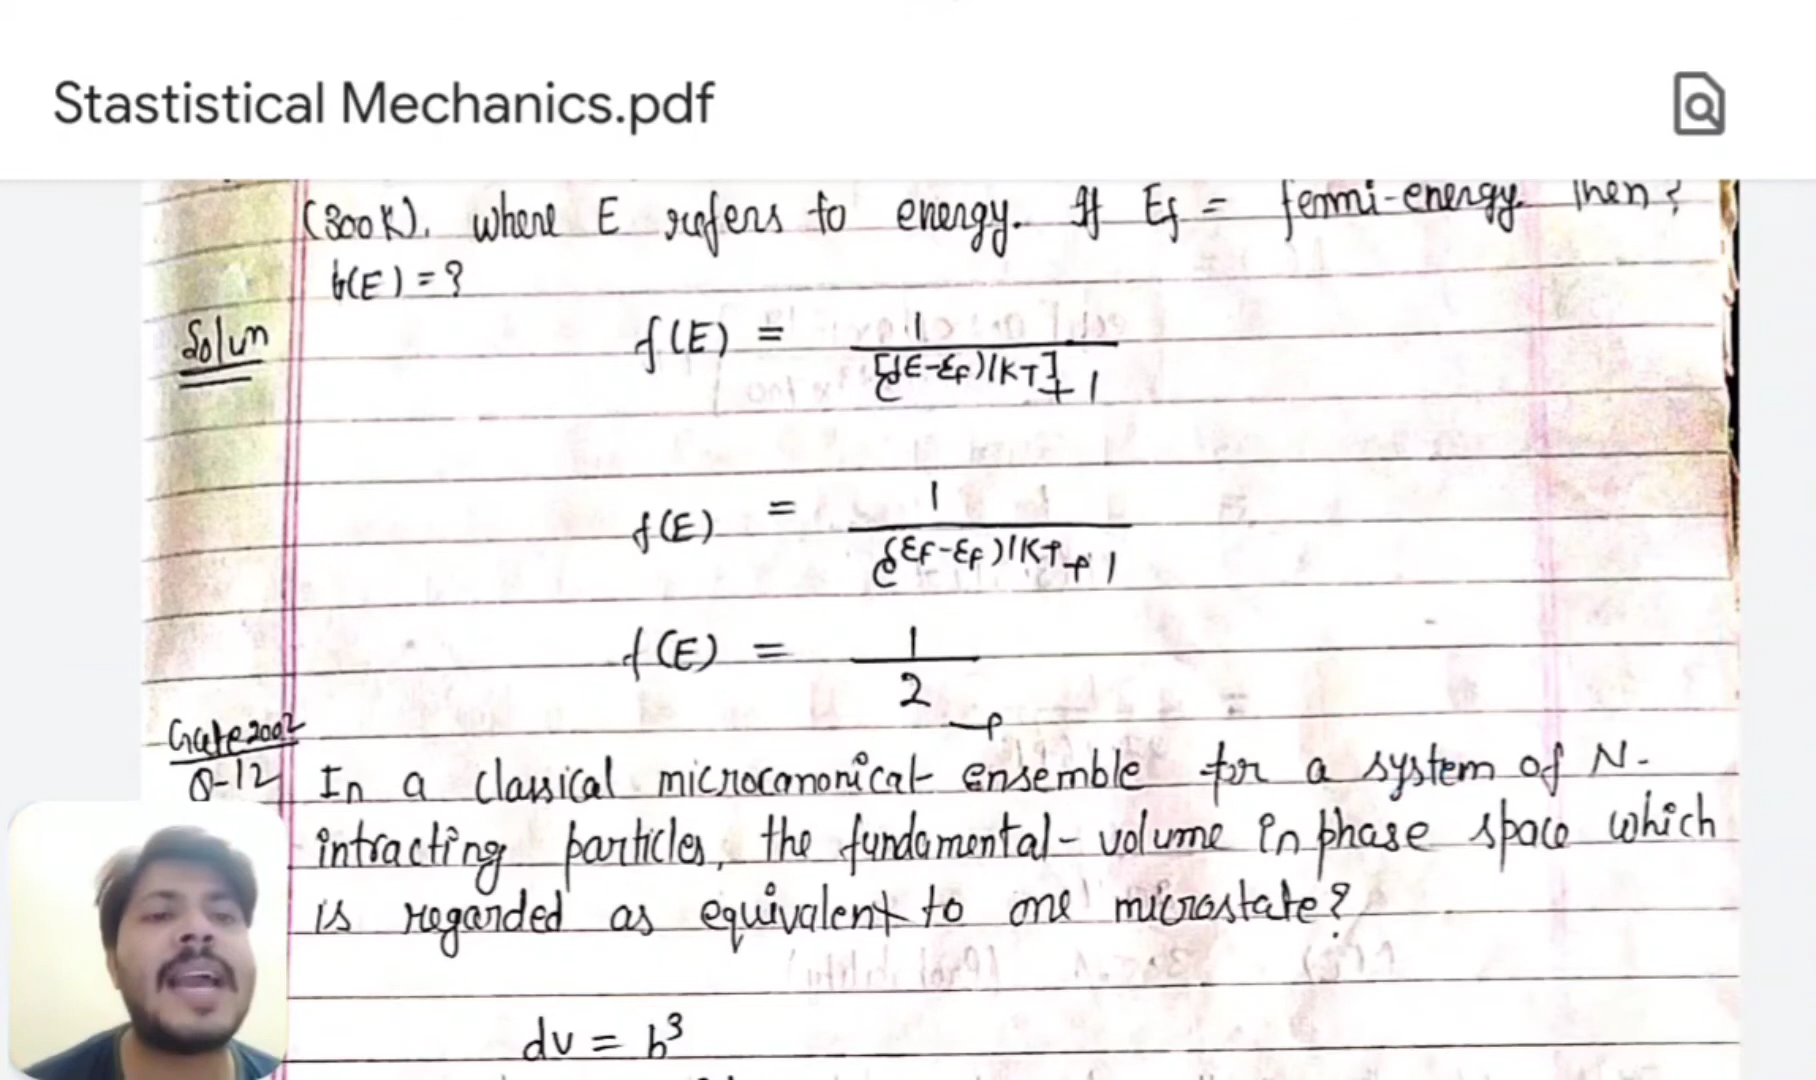 Stastistical Mechanics.pdf
(300K). where E refers to energy. If Ef = fermi-energy. Then?
f(E) = ?
Solun
f(E) = 1 / e^[(E-EF)/KT] + 1
f(E) = 1 / e^(EF-EF)/KT + 1
f(E) = 1 / 2
Gate 2002
Q-12 In a classical microcanonical ensemble for a system of N-
intracting particles, the fundamental-volume in phase space which
is regarded as equivalent to one microstate?
dv = h³